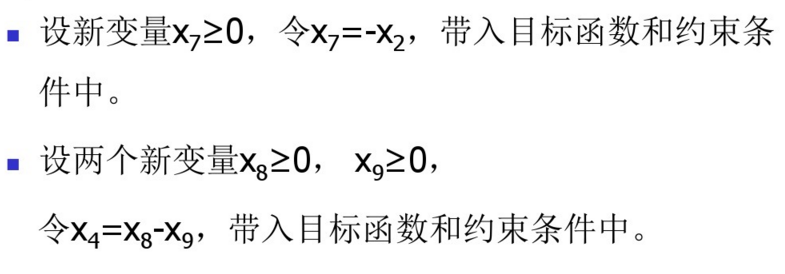 ■ 设新变量x₇≥0，令x₇=-x₂，带入目标函数和约束条
件中。
■ 设两个新变量x₈≥0， x₉≥0，
令x₄=x₈-x₉，带入目标函数和约束条件中。